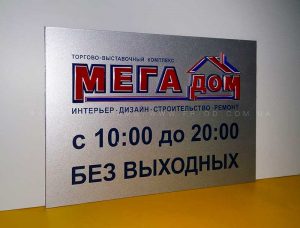 ТОРГОВО-ВЫСТАВОЧНЫЙ КОМПЛЕКС
МЕГА ДОМ
ИНТЕРЬЕР·ДИЗАЙН·СТРОИТЕЛЬСТВО·РЕМОНТ
с 10:00 до 20:00
БЕЗ ВЫХОДНЫХ